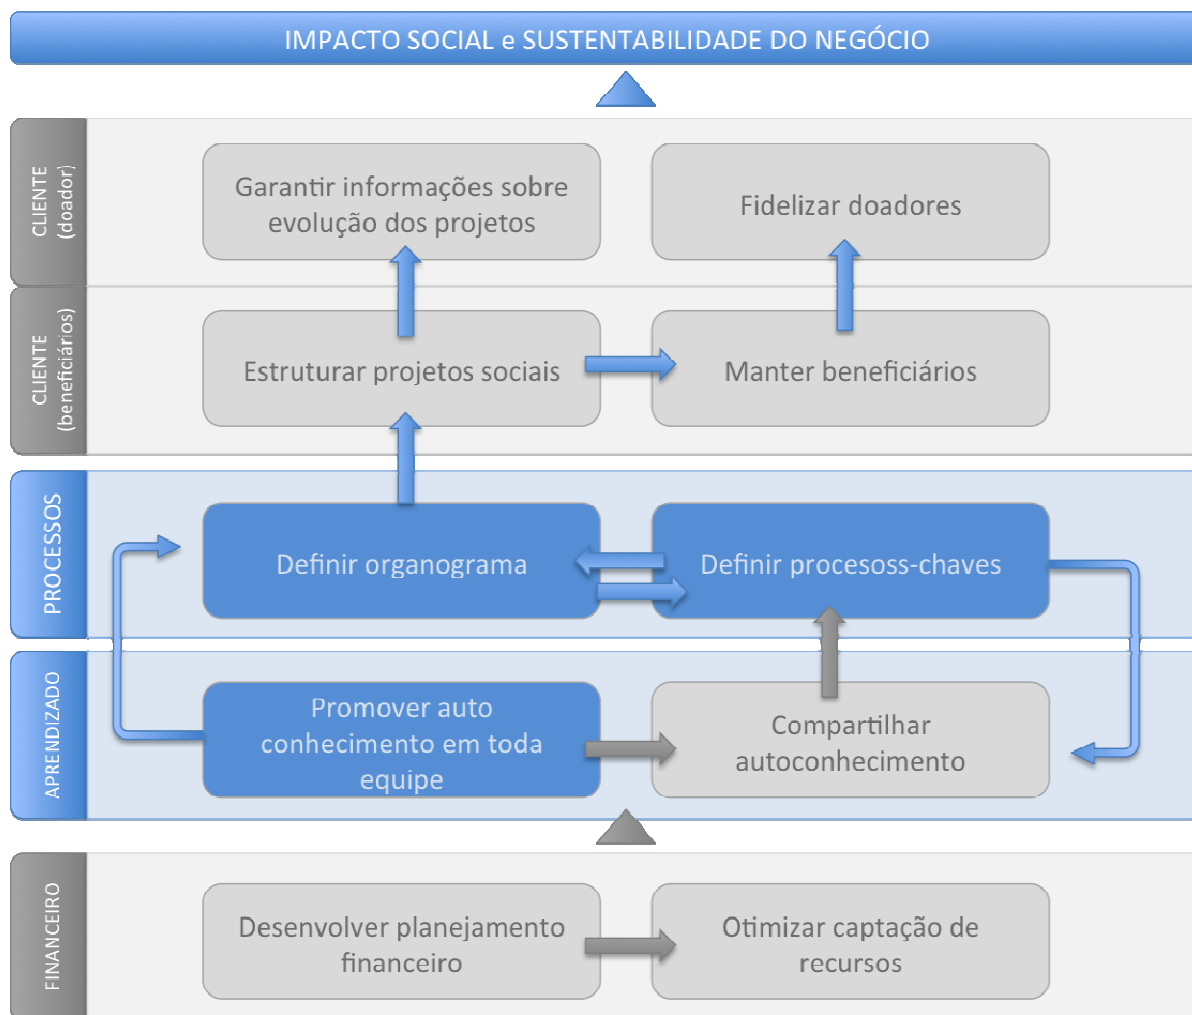 IMPACTO SOCIAL e SUSTENTABILIDADE DO NEGÓCIO
CLIENTE
(doador)
Garantir informações sobre
evolução dos projetos
Fidelizar doadores
CLIENTE
(beneficiários)
Estruturar projetos sociais
Manter beneficiários
PROCESSOS
Definir organograma
Definir procesoss-chaves
APRENDIZADO
Promover auto
conhecimento em toda
equipe
Compartilhar
autoconhecimento
FINANCEIRO
Desenvolver planejamento
financeiro
Otimizar captação de
recursos